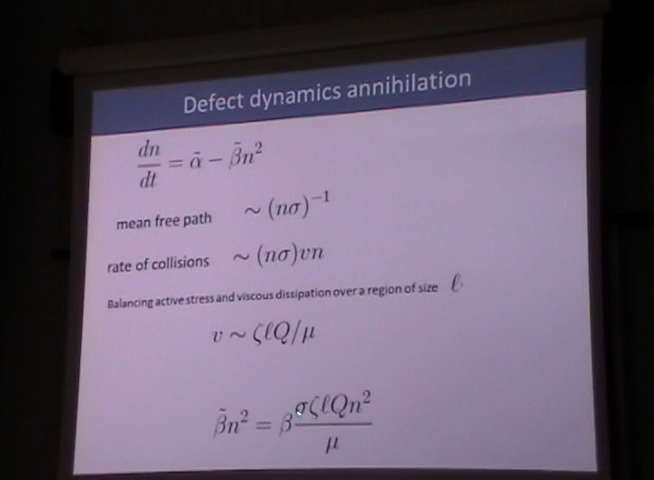 Defect dynamics annihilation
dn/dt = α̃ − β̃n²
mean free path ∼ (nσ)⁻¹
rate of collisions ∼ (nσ)vn
Balancing active stress and viscous dissipation over a region of size ℓ
v ∼ ζℓQ/μ
β̃n² = β σζℓQn²/μ